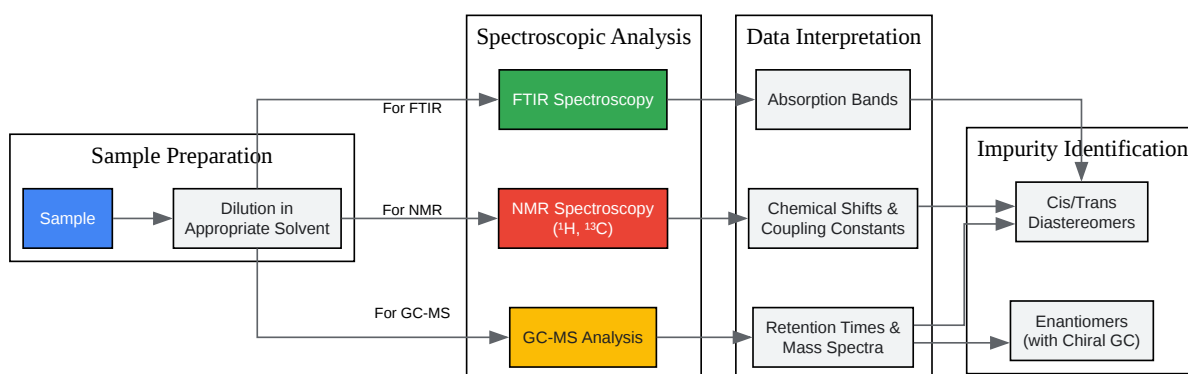 Spectroscopic Analysis
Data Interpretation
FTIR Spectroscopy
Absorption Bands
For FTIR
Sample Preparation
Impurity Identification
Sample
Dilution in
Appropriate Solvent
For NMR
NMR Spectroscopy
(¹H, ¹³C)
Chemical Shifts &
Coupling Constants
Cis/Trans
Diastereomers
For GC-MS
GC-MS Analysis
Retention Times &
Mass Spectra
Enantiomers
(with Chiral GC)